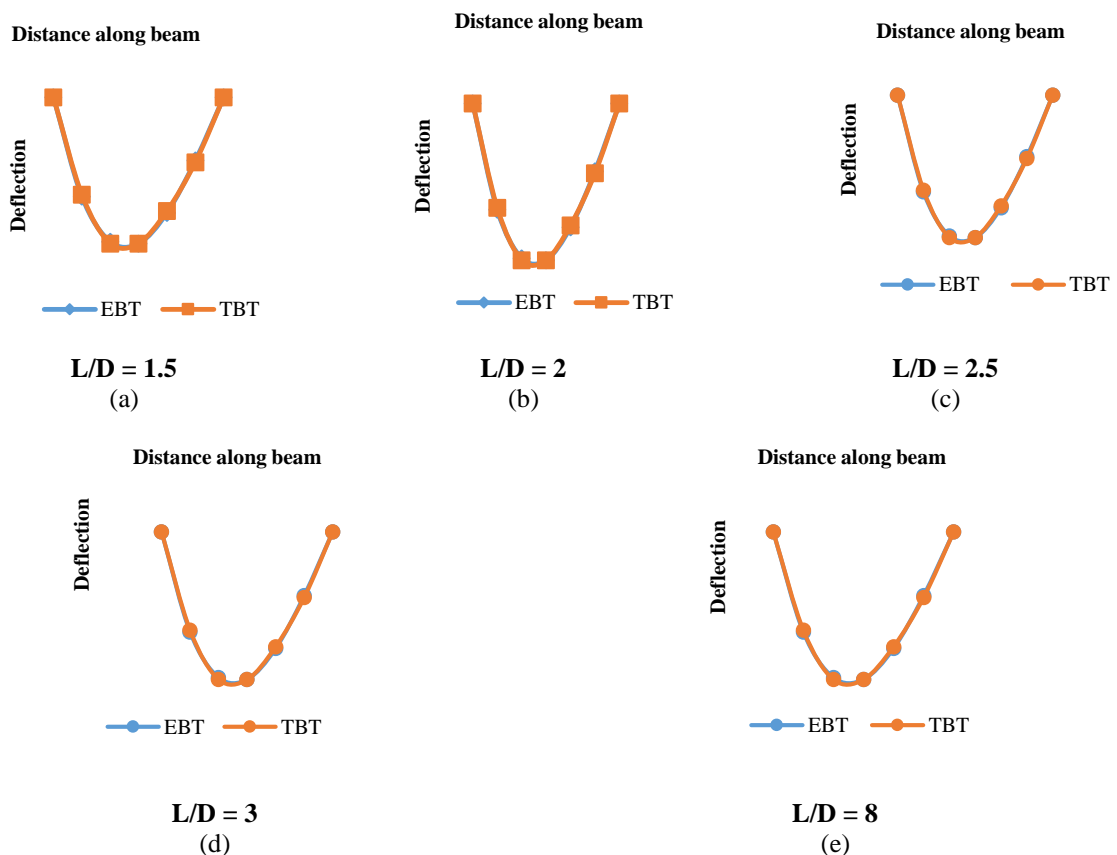 Distance along beam
Deflection
EBT TBT
L/D = 1.5
(a)
Distance along beam
Deflection
EBT TBT
L/D = 2
(b)
Distance along beam
Deflection
EBT TBT
L/D = 2.5
(c)
Distance along beam
Deflection
EBT TBT
L/D = 3
(d)
Distance along beam
Deflection
EBT TBT
L/D = 8
(e)